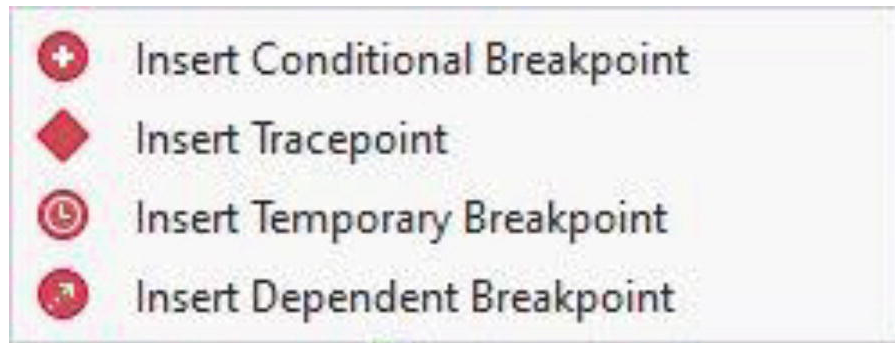 Insert Conditional Breakpoint
Insert Tracepoint
Insert Temporary Breakpoint
Insert Dependent Breakpoint